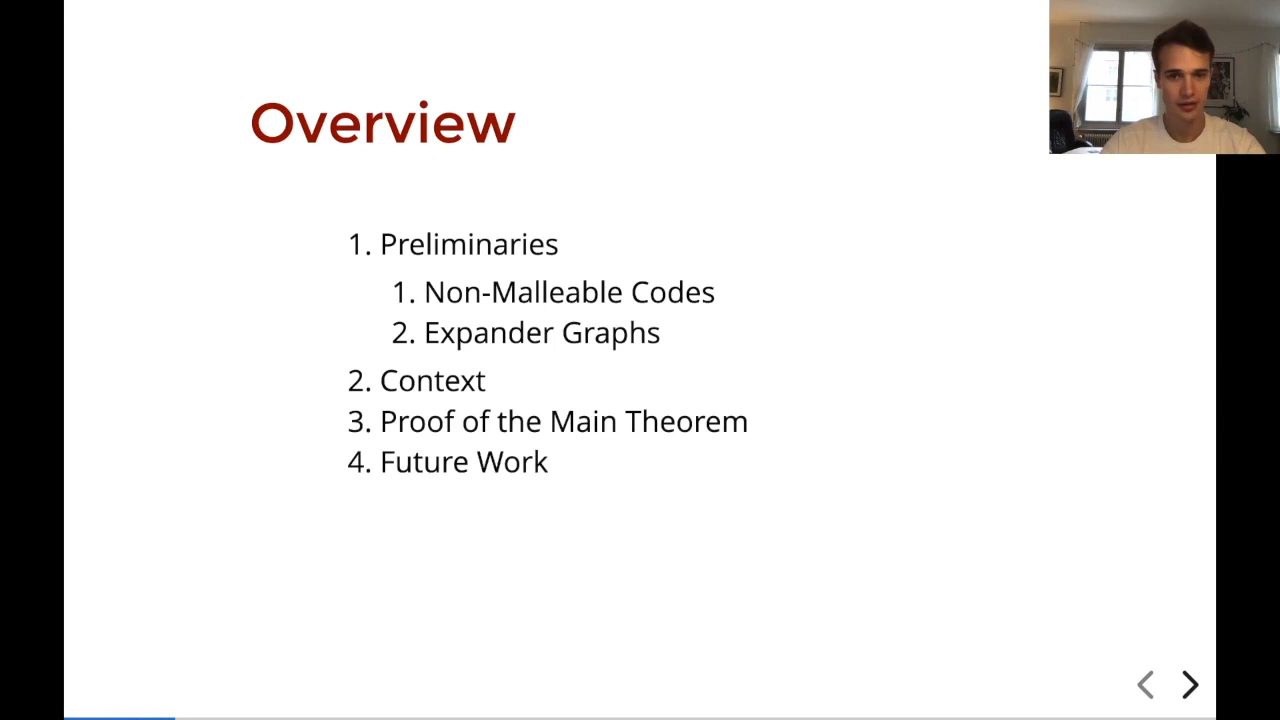 Overview
1. Preliminaries
1. Non-Malleable Codes
2. Expander Graphs
2. Context
3. Proof of the Main Theorem
4. Future Work